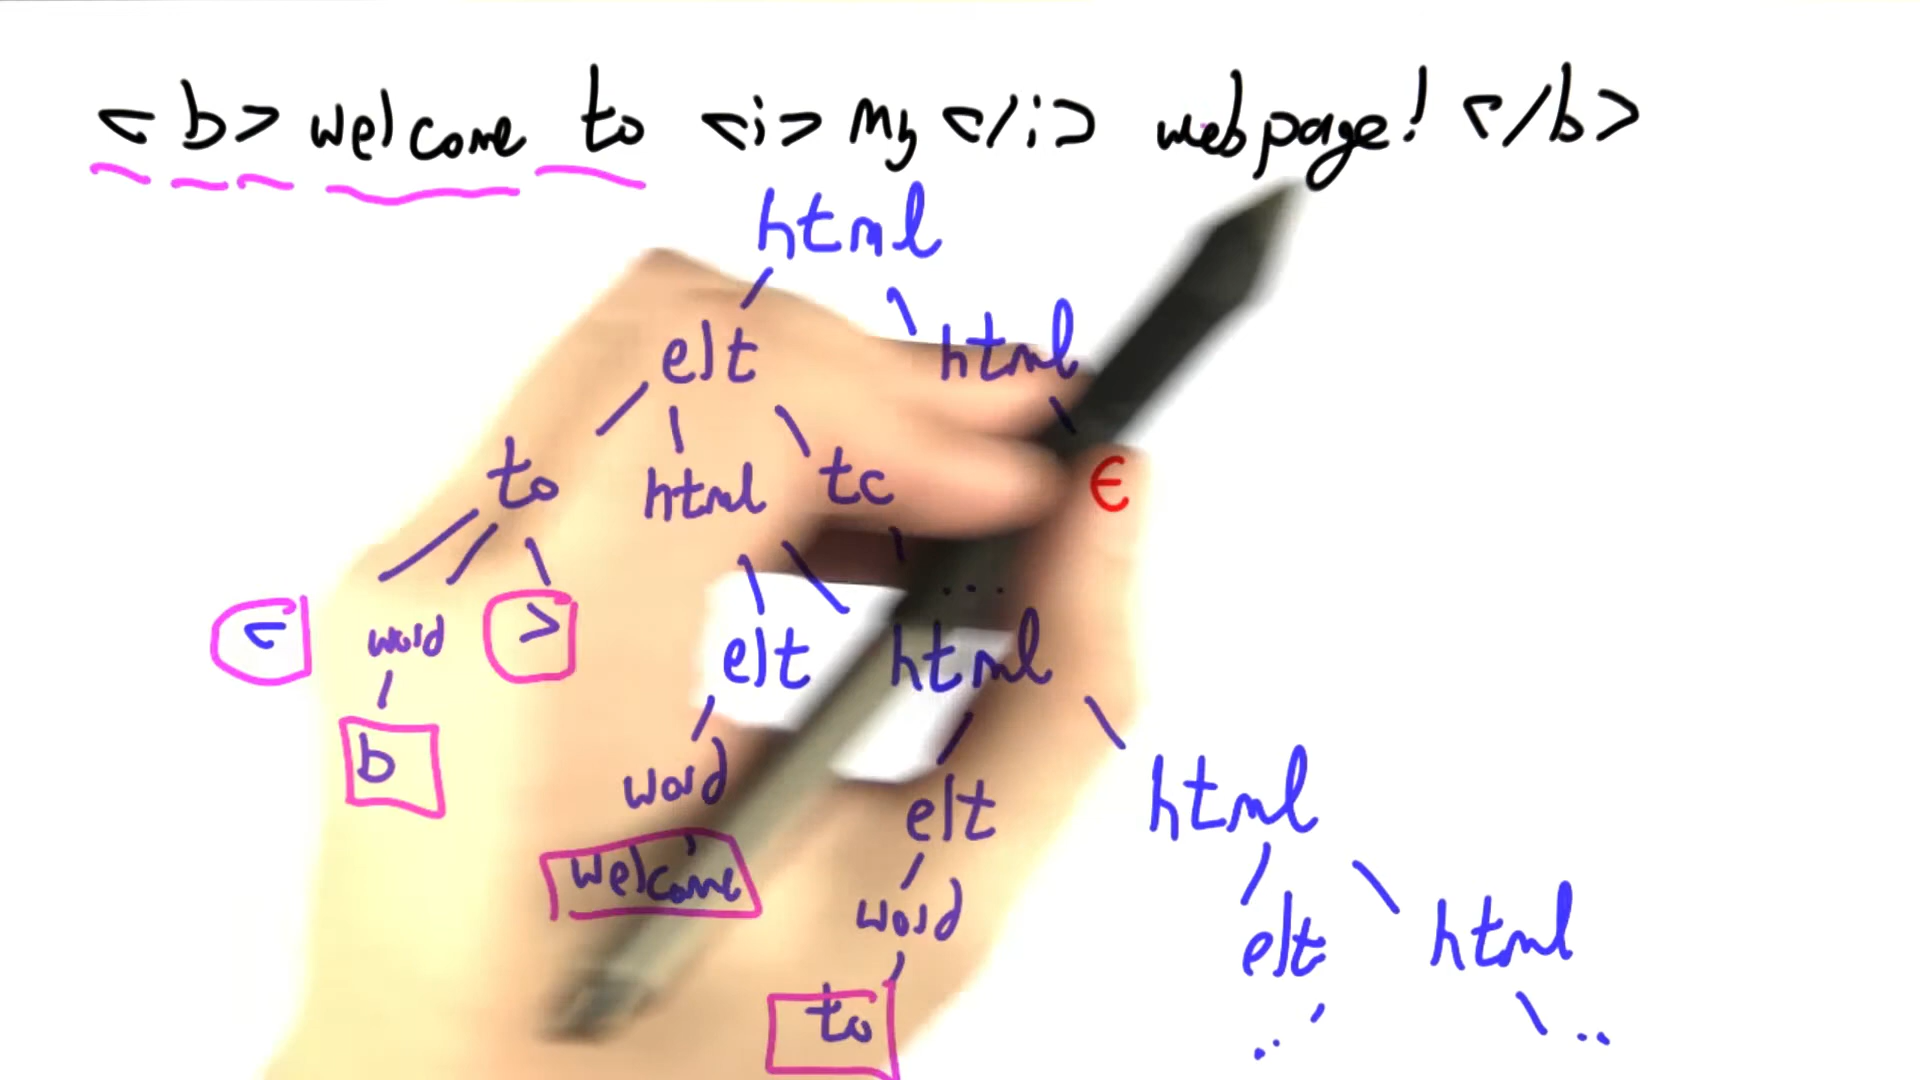 <b> welcome to <i> my </i> webpage! </b>
html
elt html
to html tc ε
< word > ...
elt html
b word elt html
welcome word elt html
to .. ..